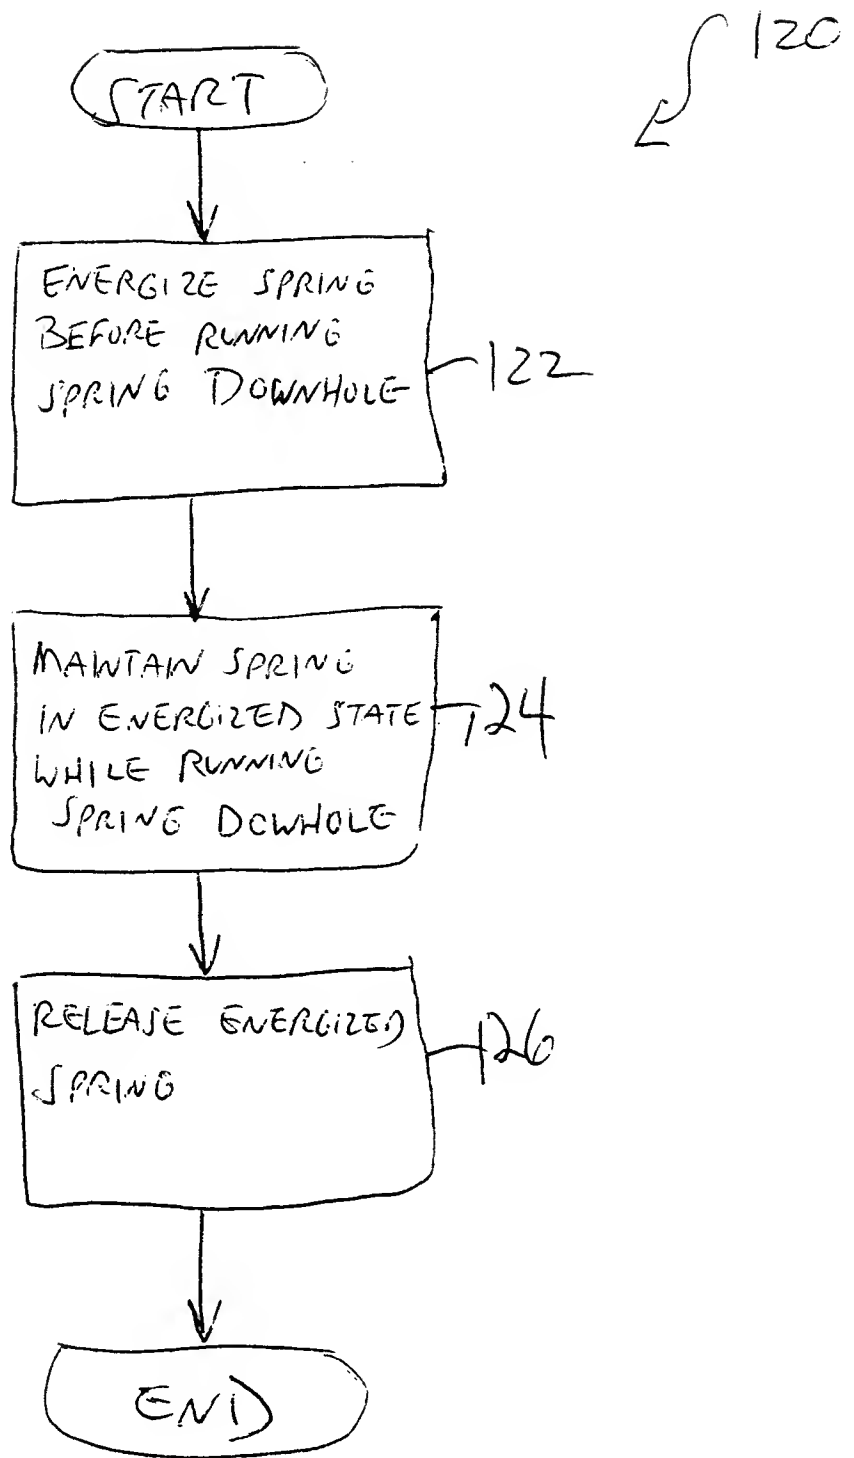 120
START
ENERGIZE SPRING
BEFORE RUNNING
SPRING DOWNHOLE
122
MAINTAIN SPRING
IN ENERGIZED STATE
WHILE RUNNING
SPRING DOWHOLE
124
RELEASE ENERGIZED
SPRING
126
END